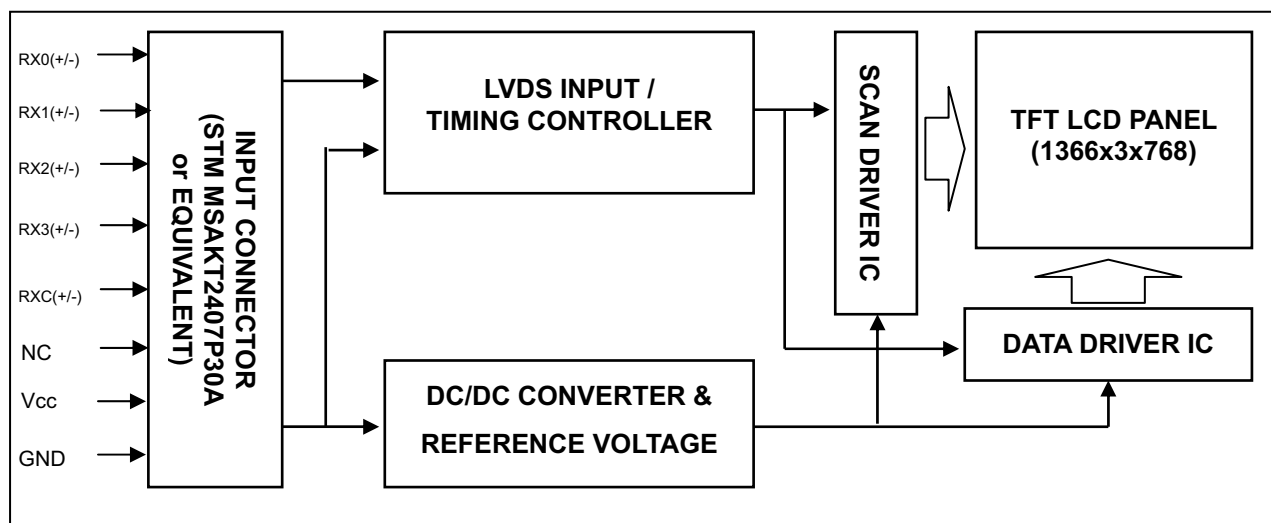 RX0(+/-)
RX1(+/-)
RX2(+/-)
RX3(+/-)
RXC(+/-)
NC
Vcc
GND
INPUT CONNECTOR
(STM MSAKT2407P30A
or EQUIVALENT)
LVDS INPUT /
TIMING CONTROLLER
DC/DC CONVERTER &
REFERENCE VOLTAGE
SCAN DRIVER IC
TFT LCD PANEL
(1366x3x768)
DATA DRIVER IC